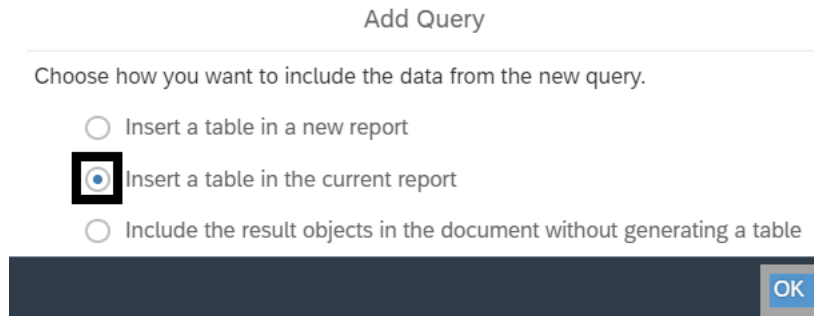 Add Query
Choose how you want to include the data from the new query.
Insert a table in a new report
Insert a table in the current report
Include the result objects in the document without generating a table
OK